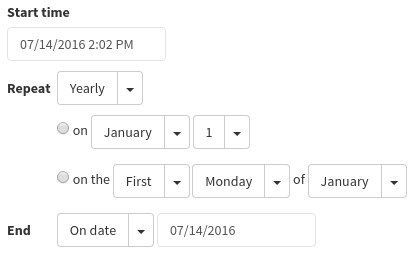 Start time
07/14/2016 2:02 PM
Repeat Yearly
on January 1
on the First Monday of January
End On date 07/14/2016